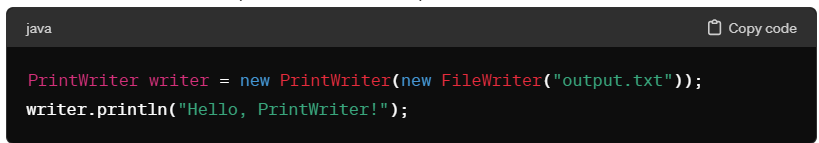 java
Copy code
PrintWriter writer = new PrintWriter(new FileWriter("output.txt"));
writer.println("Hello, PrintWriter!");